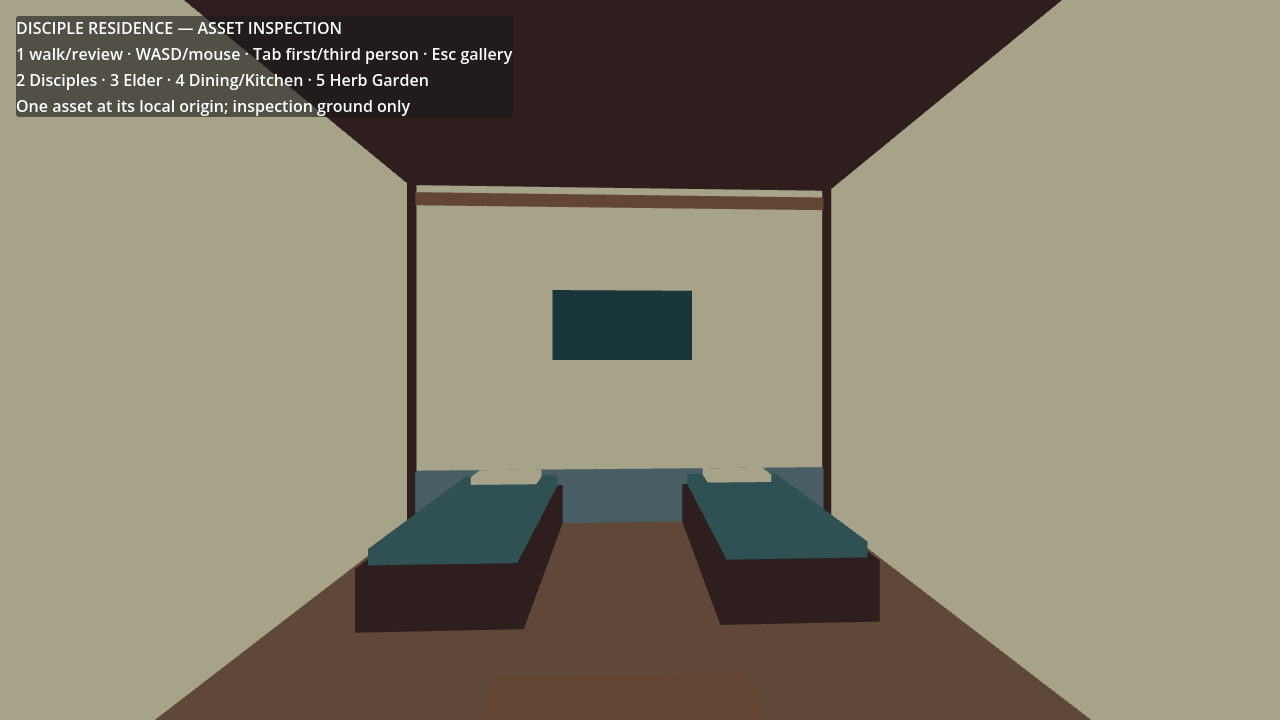 DISCIPLE RESIDENCE — ASSET INSPECTION
1 walk/review · WASD/mouse · Tab first/third person · Esc gallery
2 Disciples · 3 Elder · 4 Dining/Kitchen · 5 Herb Garden
One asset at its local origin; inspection ground only